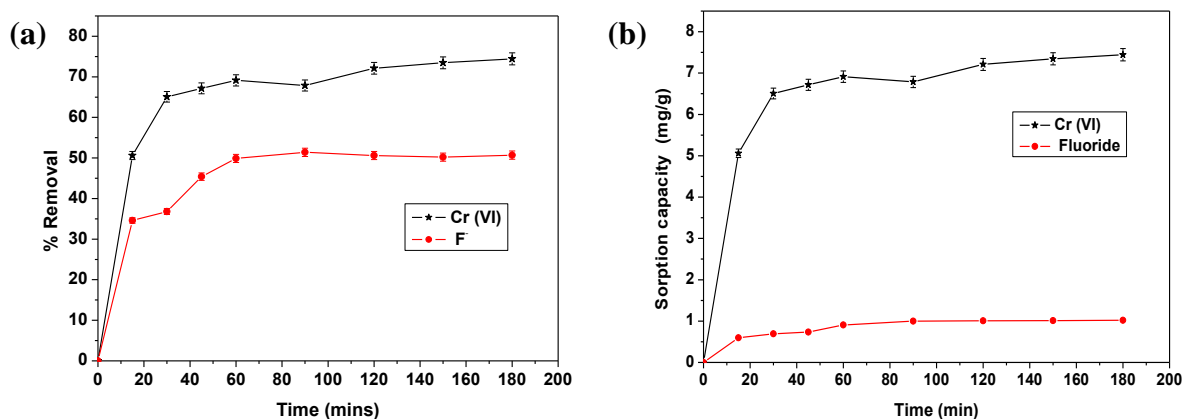 (a)
80
70
60
50
40
30
20
10
0
% Removal
Cr (VI)
F-
0 20 40 60 80 100 120 140 160 180 200
Time (mins)
(b)
8
7
6
5
4
3
2
1
0
Sorption capacity (mg/g)
Cr (VI)
Fluoride
0 20 40 60 80 100 120 140 160 180 200
Time (min)